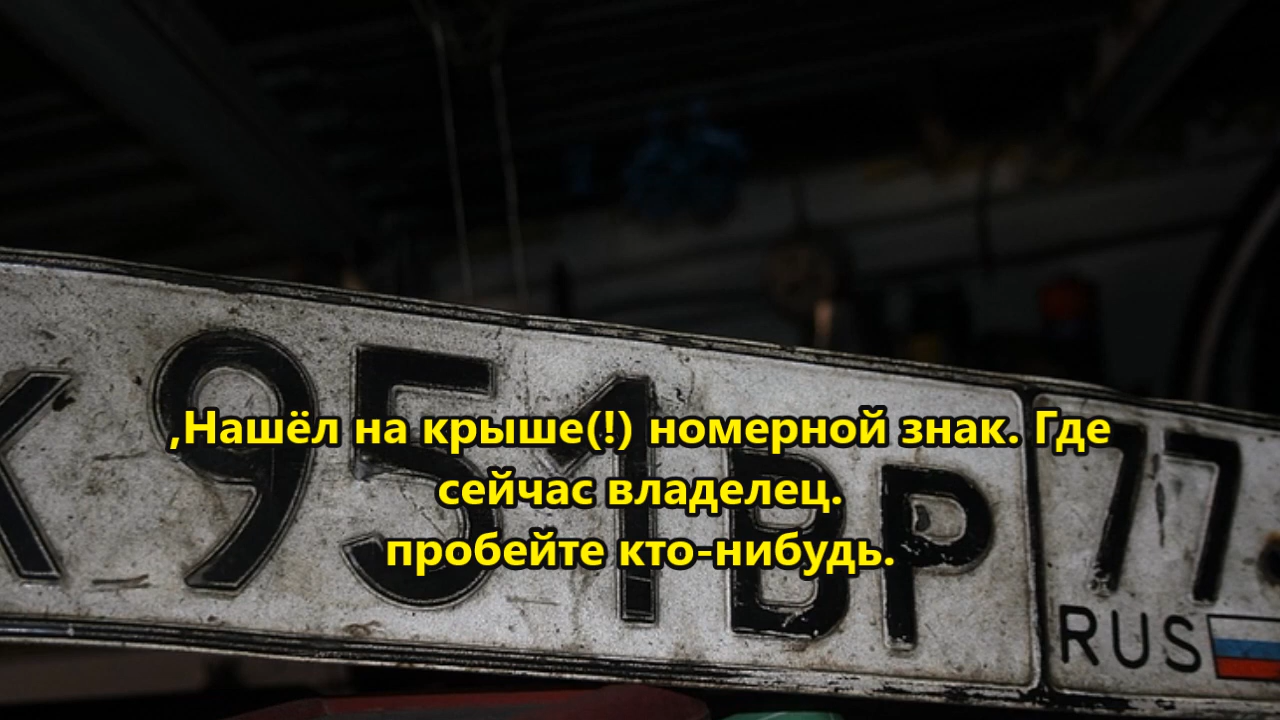 ,Нашёл на крыше(!) номерной знак. Где
сейчас владелец.
пробейте кто-нибудь.
К951ВР 77
RUS